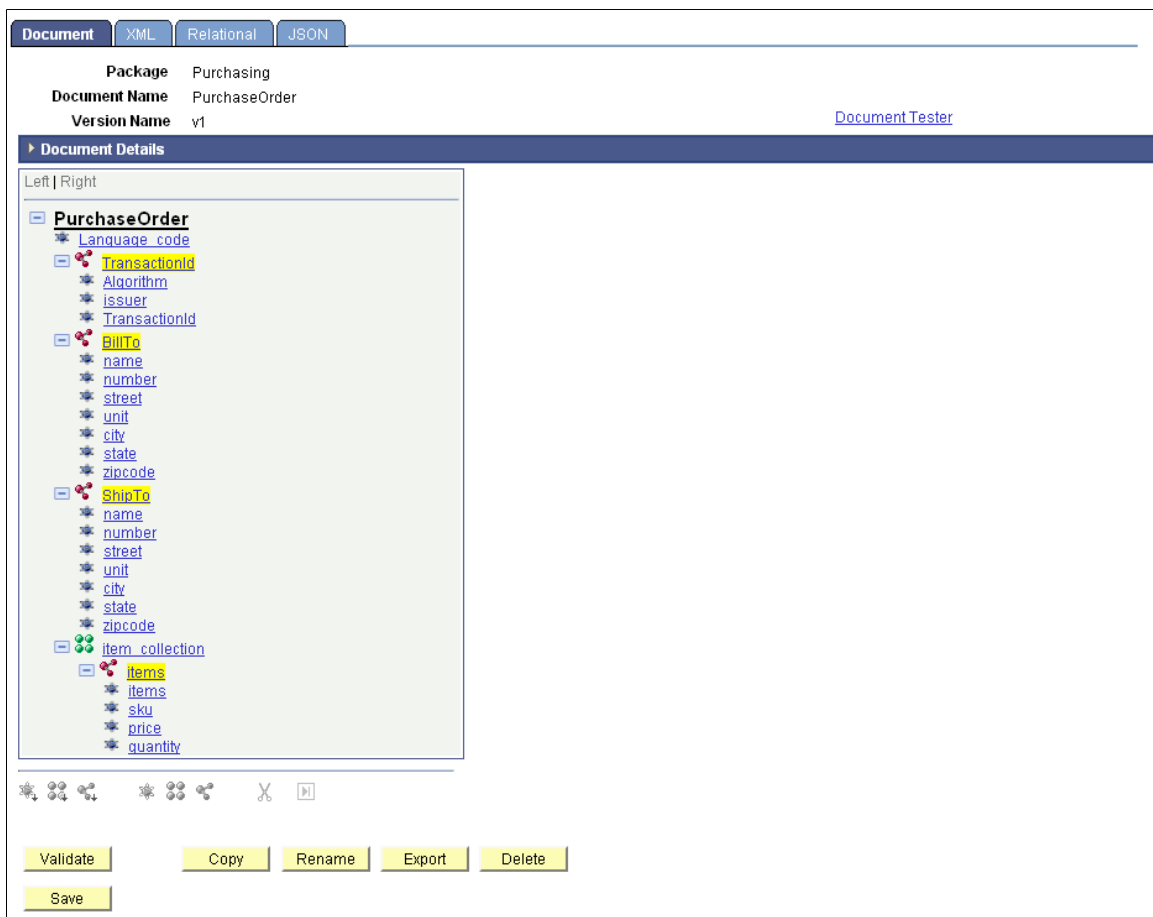 Document XML Relational JSON
Package Purchasing
Document Name PurchaseOrder
Version Name v1
Document Tester
Document Details
Left | Right
PurchaseOrder
Language_code
TransactionId
Algorithm
issuer
TransactionId
BillTo
name
number
street
unit
city
state
zipcode
ShipTo
name
number
street
unit
city
state
zipcode
item_collection
items
items
sku
price
quantity
Validate Copy Rename Export Delete
Save